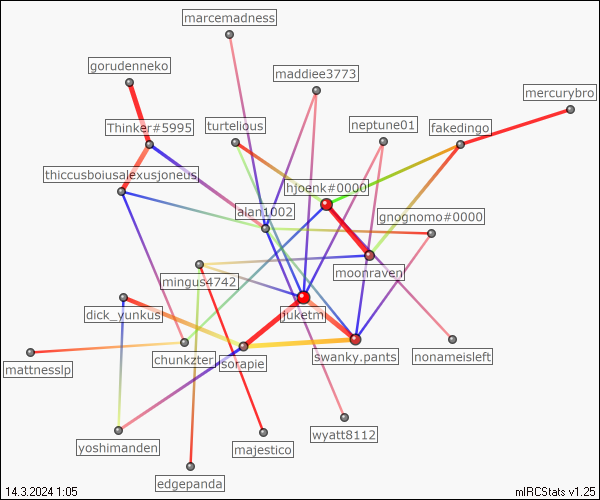 marcemadness
gorudenneko
maddiee3773
mercurybro
Thinker#5995
turtelious
neptune01
fakedingo
thiccusboiusalexusjoneus
hjoenk#0000
alan1002
gnognomo#0000
moonraven
mingus4742
dick_yunkus
juketm
chunkzter
sorapie
swanky.pants
nonameisleft
mattnesslp
yoshimanden
majestico
wyatt8112
edgepanda
14.3.2024 1:05
mIRCStats v1.25